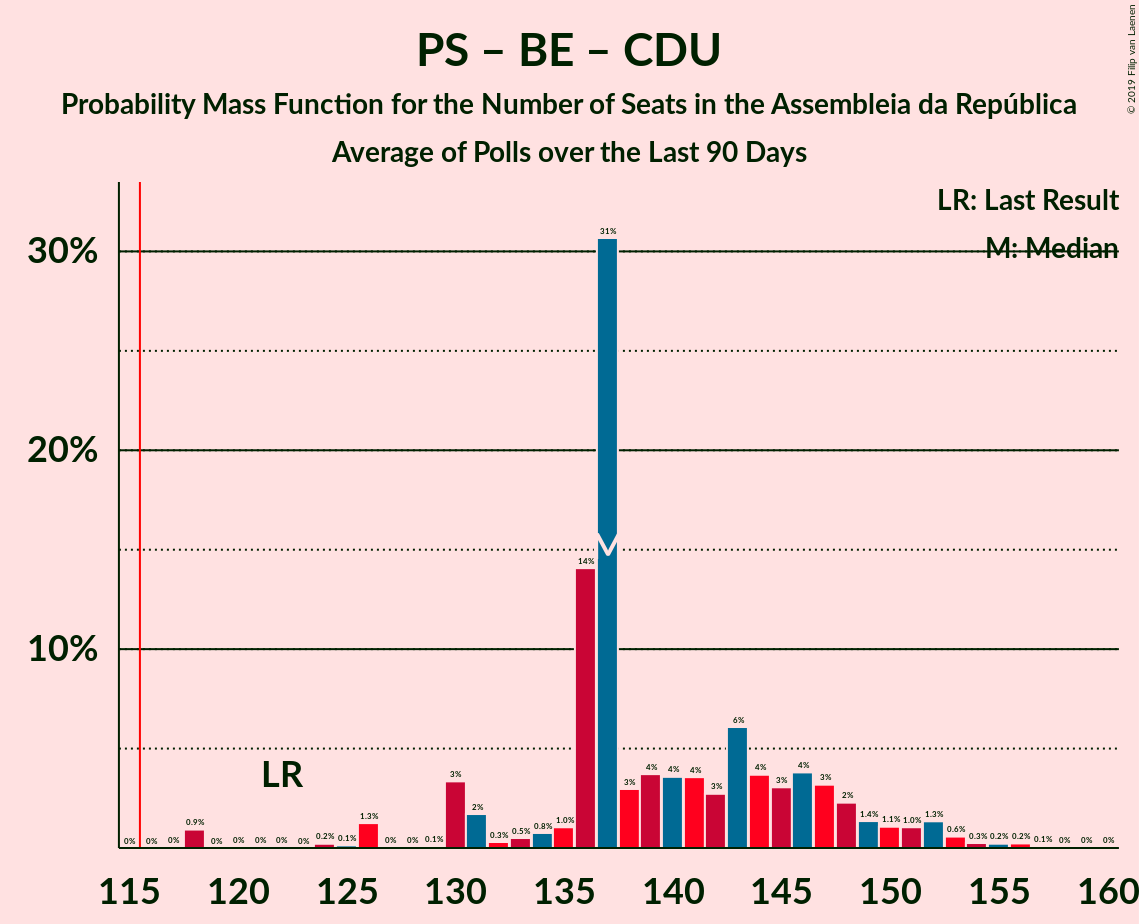 PS – BE – CDU
Probability Mass Function for the Number of Seats in the Assembleia da República
Average of Polls over the Last 90 Days
© 2019 Filip van Laenen
LR: Last Result
M: Median
30%
20%
10%
LR
0% 0% 0% 0.9% 0% 0% 0% 0% 0% 0.2% 0.1% 1.3% 0% 0% 0.1% 3% 2% 0.3% 0.5% 0.8% 1.0% 14% 31% 3% 4% 4% 4% 3% 6% 4% 3% 4% 3% 2% 1.4% 1.1% 1.0% 1.3% 0.6% 0.3% 0.2% 0.2% 0.1% 0% 0% 0%
115 120 125 130 135 140 145 150 155 160